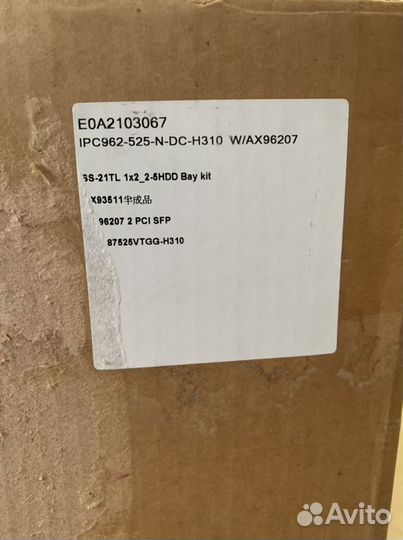 E0A2103067
IPC962-525-N-DC-H310 W/AX96207
SS-21TL 1x2_2-5HDD Bay kit
X93511半成品
96207 2 PCI SFP
87525VTGG-H310
Avito